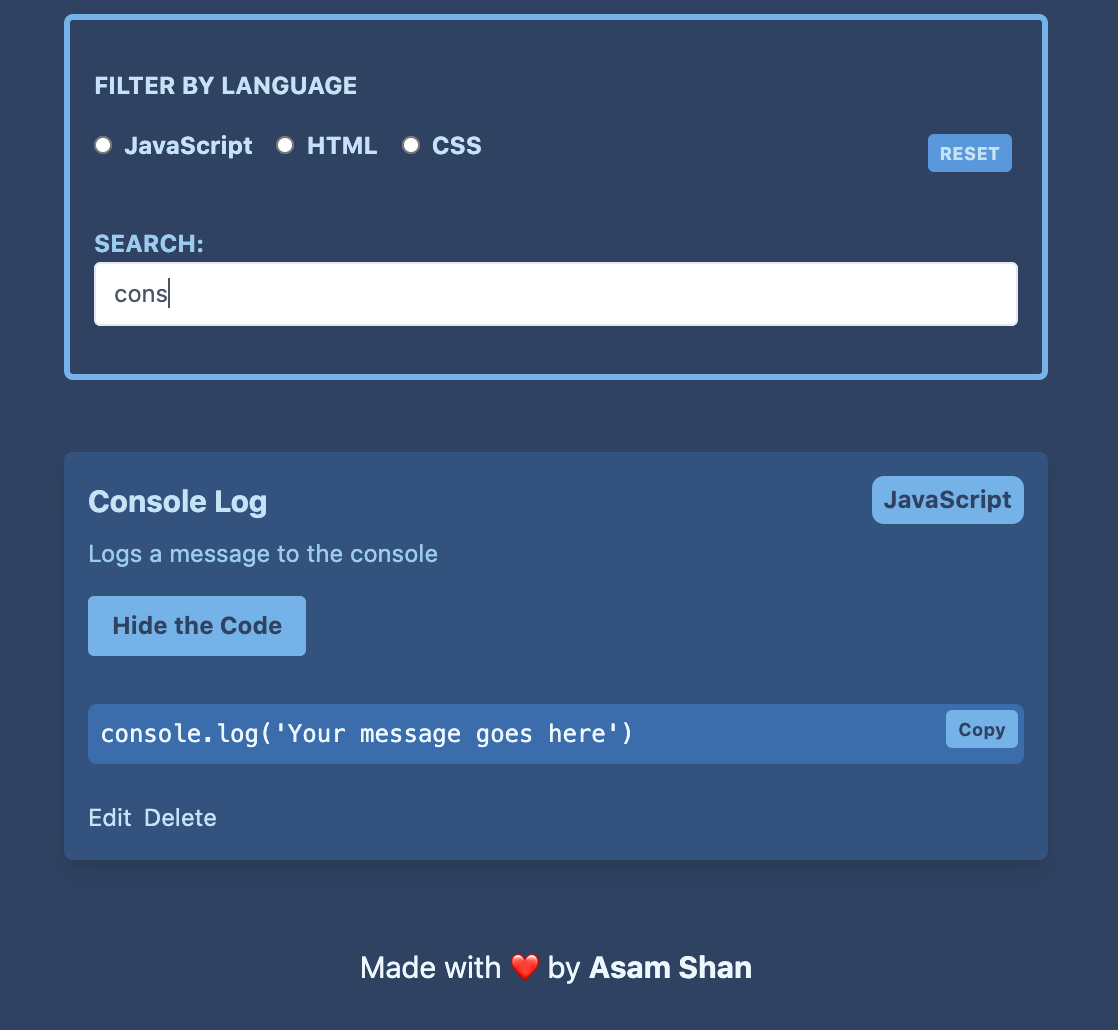 FILTER BY LANGUAGE
JavaScript HTML CSS
RESET
SEARCH:
cons
Console Log
JavaScript
Logs a message to the console
Hide the Code
console.log('Your message goes here')
Copy
Edit Delete
Made with ❤️ by Asam Shan